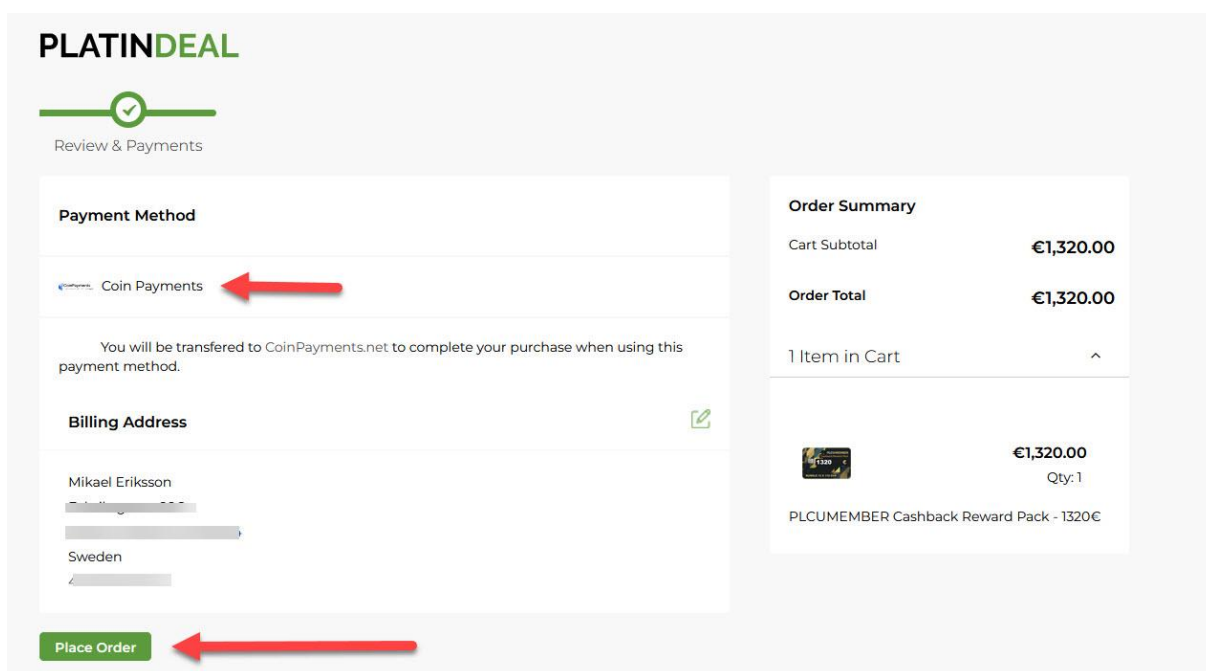 PLATINDEAL
Review & Payments
Payment Method
Coin Payments
You will be transfered to CoinPayments.net to complete your purchase when using this
payment method.
Billing Address
Mikael Eriksson
Sweden
Place Order
Order Summary
Cart Subtotal €1,320.00
Order Total €1,320.00
1 Item in Cart
1320 €
€1,320.00
Qty: 1
PLCUMEMBER Cashback Reward Pack - 1320€